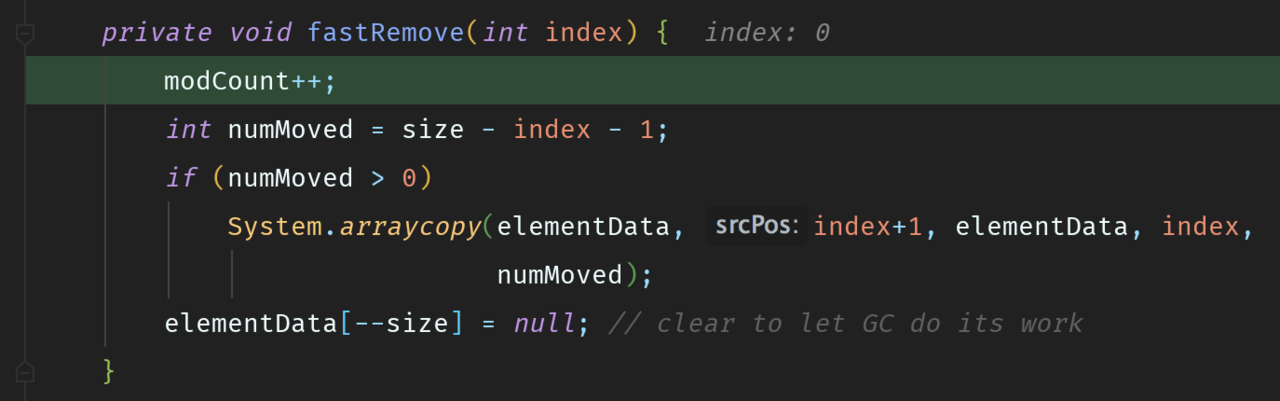 private void fastRemove(int index) {  index: 0
modCount++;
int numMoved = size - index - 1;
if (numMoved > 0)
System.arraycopy(elementData, srcPos: index+1, elementData, index,
numMoved);
elementData[--size] = null; // clear to let GC do its work
}